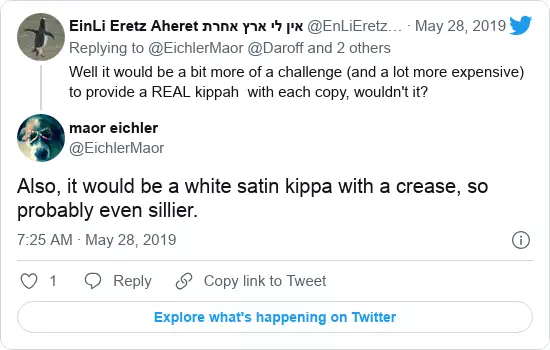 EinLi Eretz Aheret אין לי ארץ אחרת @EnLiEretz… · May 28, 2019
Replying to @EichlerMaor @Daroff and 2 others
Well it would be a bit more of a challenge (and a lot more expensive)
to provide a REAL kippah  with each copy, wouldn't it?
maor eichler
@EichlerMaor
Also, it would be a white satin kippa with a crease, so
probably even sillier.
7:25 AM · May 28, 2019
1 Reply Copy link to Tweet
Explore what's happening on Twitter